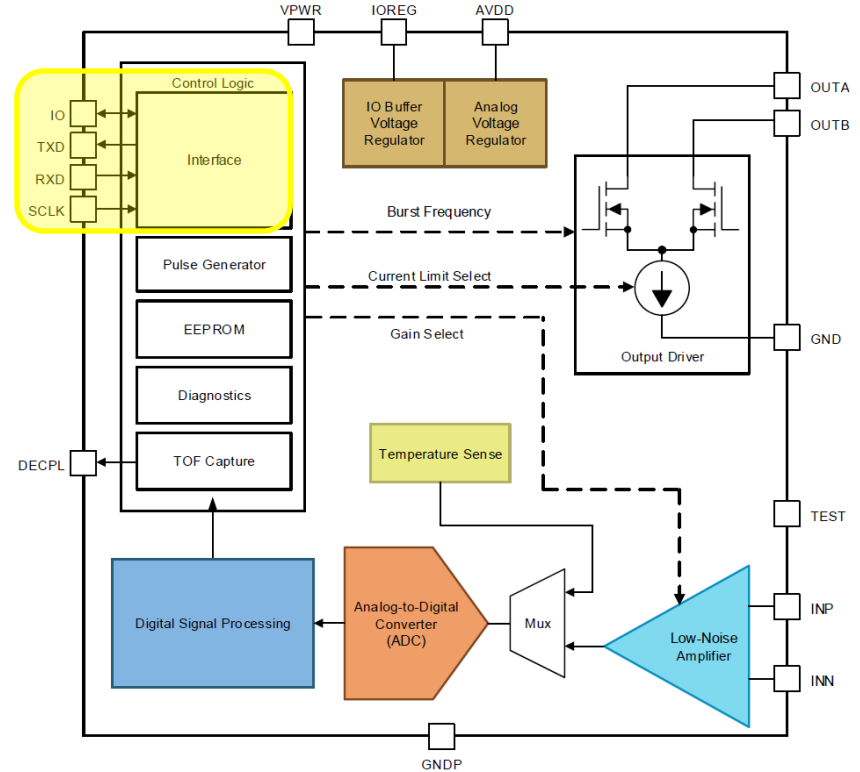 VPWR
IOREG
AVDD
Control Logic
IO
TXD
RXD
SCLK
Interface
IO Buffer
Voltage
Regulator
Analog
Voltage
Regulator
OUTA
OUTB
Burst Frequency
Pulse Generator
Current Limit Select
EEPROM
Gain Select
GND
Output Driver
Diagnostics
TOF Capture
DECPL
Temperature Sense
TEST
Digital Signal Processing
Analog-to-Digital
Converter
(ADC)
Mux
Low-Noise
Amplifier
INP
INN
GNDP